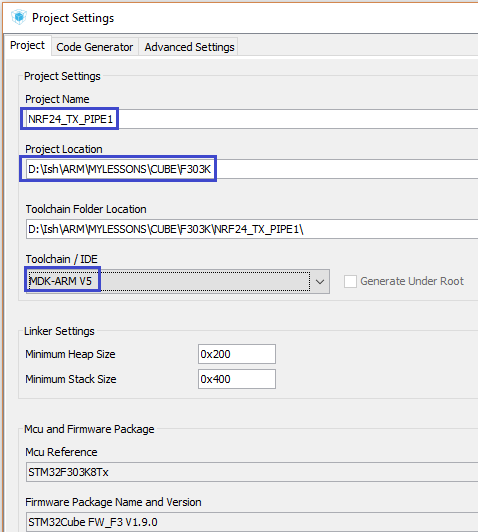 Project Settings
Project Code Generator Advanced Settings
Project Settings
Project Name
NRF24_TX_PIPE1
Project Location
D:\Ish\ARM\MYLESSONS\CUBE\F303K
Toolchain Folder Location
D:\Ish\ARM\MYLESSONS\CUBE\F303K\NRF24_TX_PIPE1\
Toolchain / IDE
MDK-ARM V5 Generate Under Root
Linker Settings
Minimum Heap Size 0x200
Minimum Stack Size 0x400
Mcu and Firmware Package
Mcu Reference
STM32F303K8Tx
Firmware Package Name and Version
STM32Cube FW_F3 V1.9.0